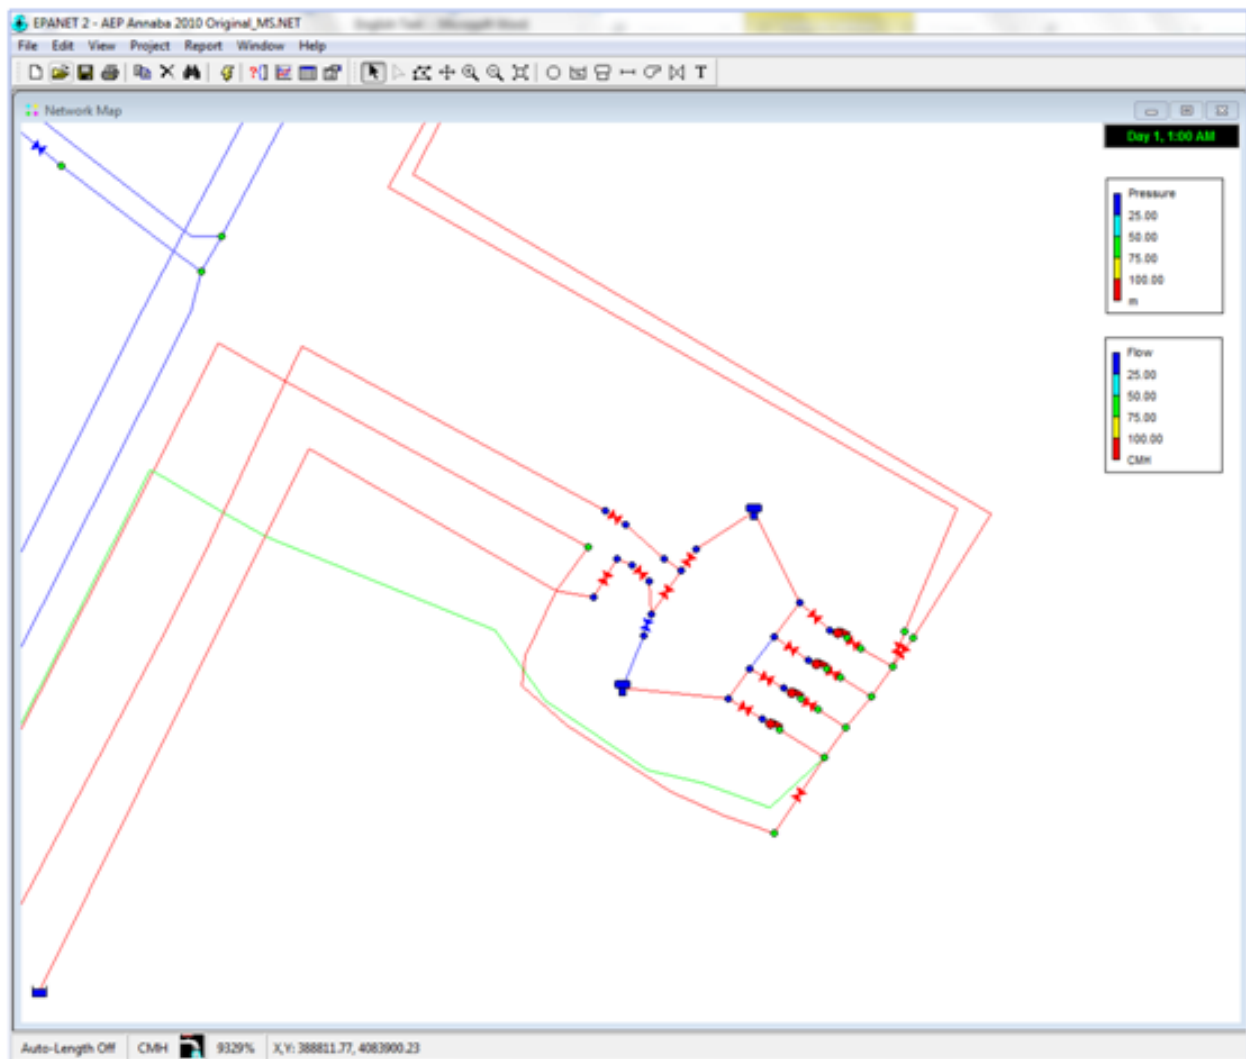 EPANET 2 - AEP Annaba 2010 Original_MS.NET
File Edit View Project Report Window Help
T
Network Map
Day 1, 1:00 AM
Pressure
25.00
50.00
75.00
100.00
m
Flow
25.00
50.00
75.00
100.00
CMH
Auto-Length Off CMH 9329% X,Y: 388811.77, 4083900.23